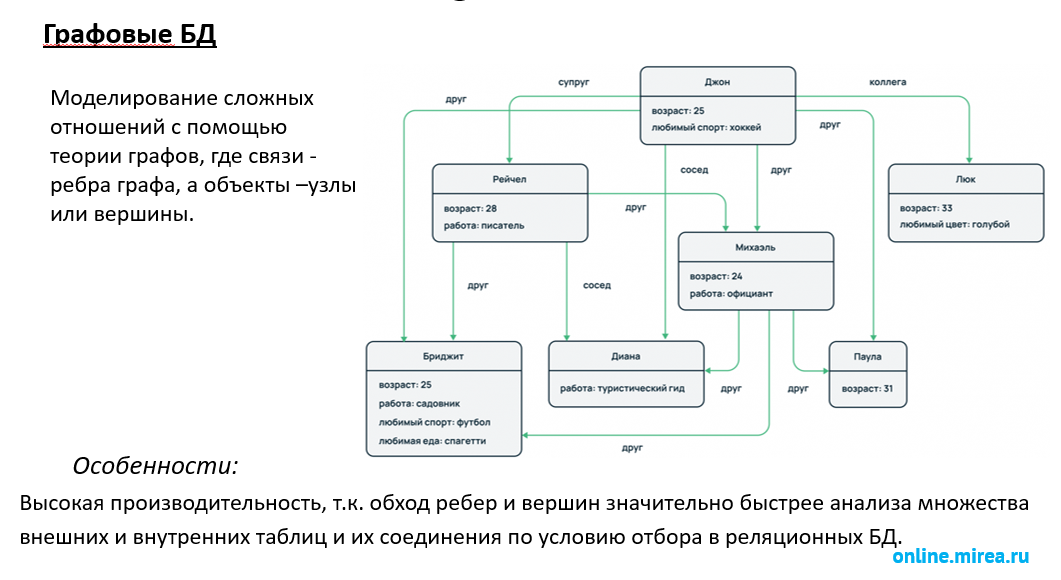 Графовые БД
Моделирование сложных
отношений с помощью
теории графов, где связи -
ребра графа, а объекты –узлы
или вершины.
Джон
возраст: 25
любимый спорт: хоккей
супруг
коллега
друг
друг
сосед
друг
Рейчел
возраст: 28
работа: писатель
Люк
возраст: 33
любимый цвет: голубой
друг
Михаэль
возраст: 24
работа: официант
друг
сосед
Бриджит
возраст: 25
работа: садовник
любимый спорт: футбол
любимая еда: спагетти
Диана
работа: туристический гид
Паула
возраст: 31
друг
друг
друг
Особенности:
Высокая производительность, т.к. обход ребер и вершин значительно быстрее анализа множества
внешних и внутренних таблиц и их соединения по условию отбора в реляционных БД.
online.mirea.ru